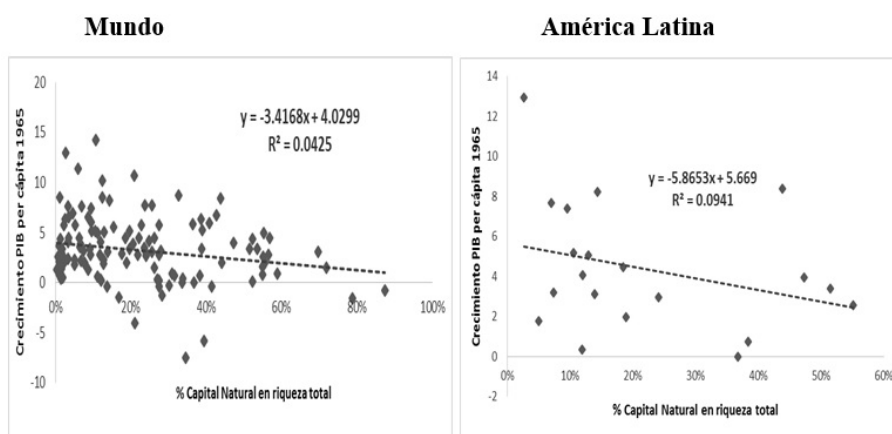 Mundo
América Latina
20
15
10
5
0
-5
-10
0%
20%
40%
60%
80%
100%
Crecimiento PIB per cápita 1965
% Capital Natural en riqueza total
y = -3.4168x + 4.0299
R² = 0.0425
14
12
10
8
6
4
2
0
-2
0%
10%
20%
30%
40%
50%
60%
Crecimiento PIB per cápita 1965
% Capital Natural en riqueza total
y = -5.8653x + 5.669
R² = 0.0941